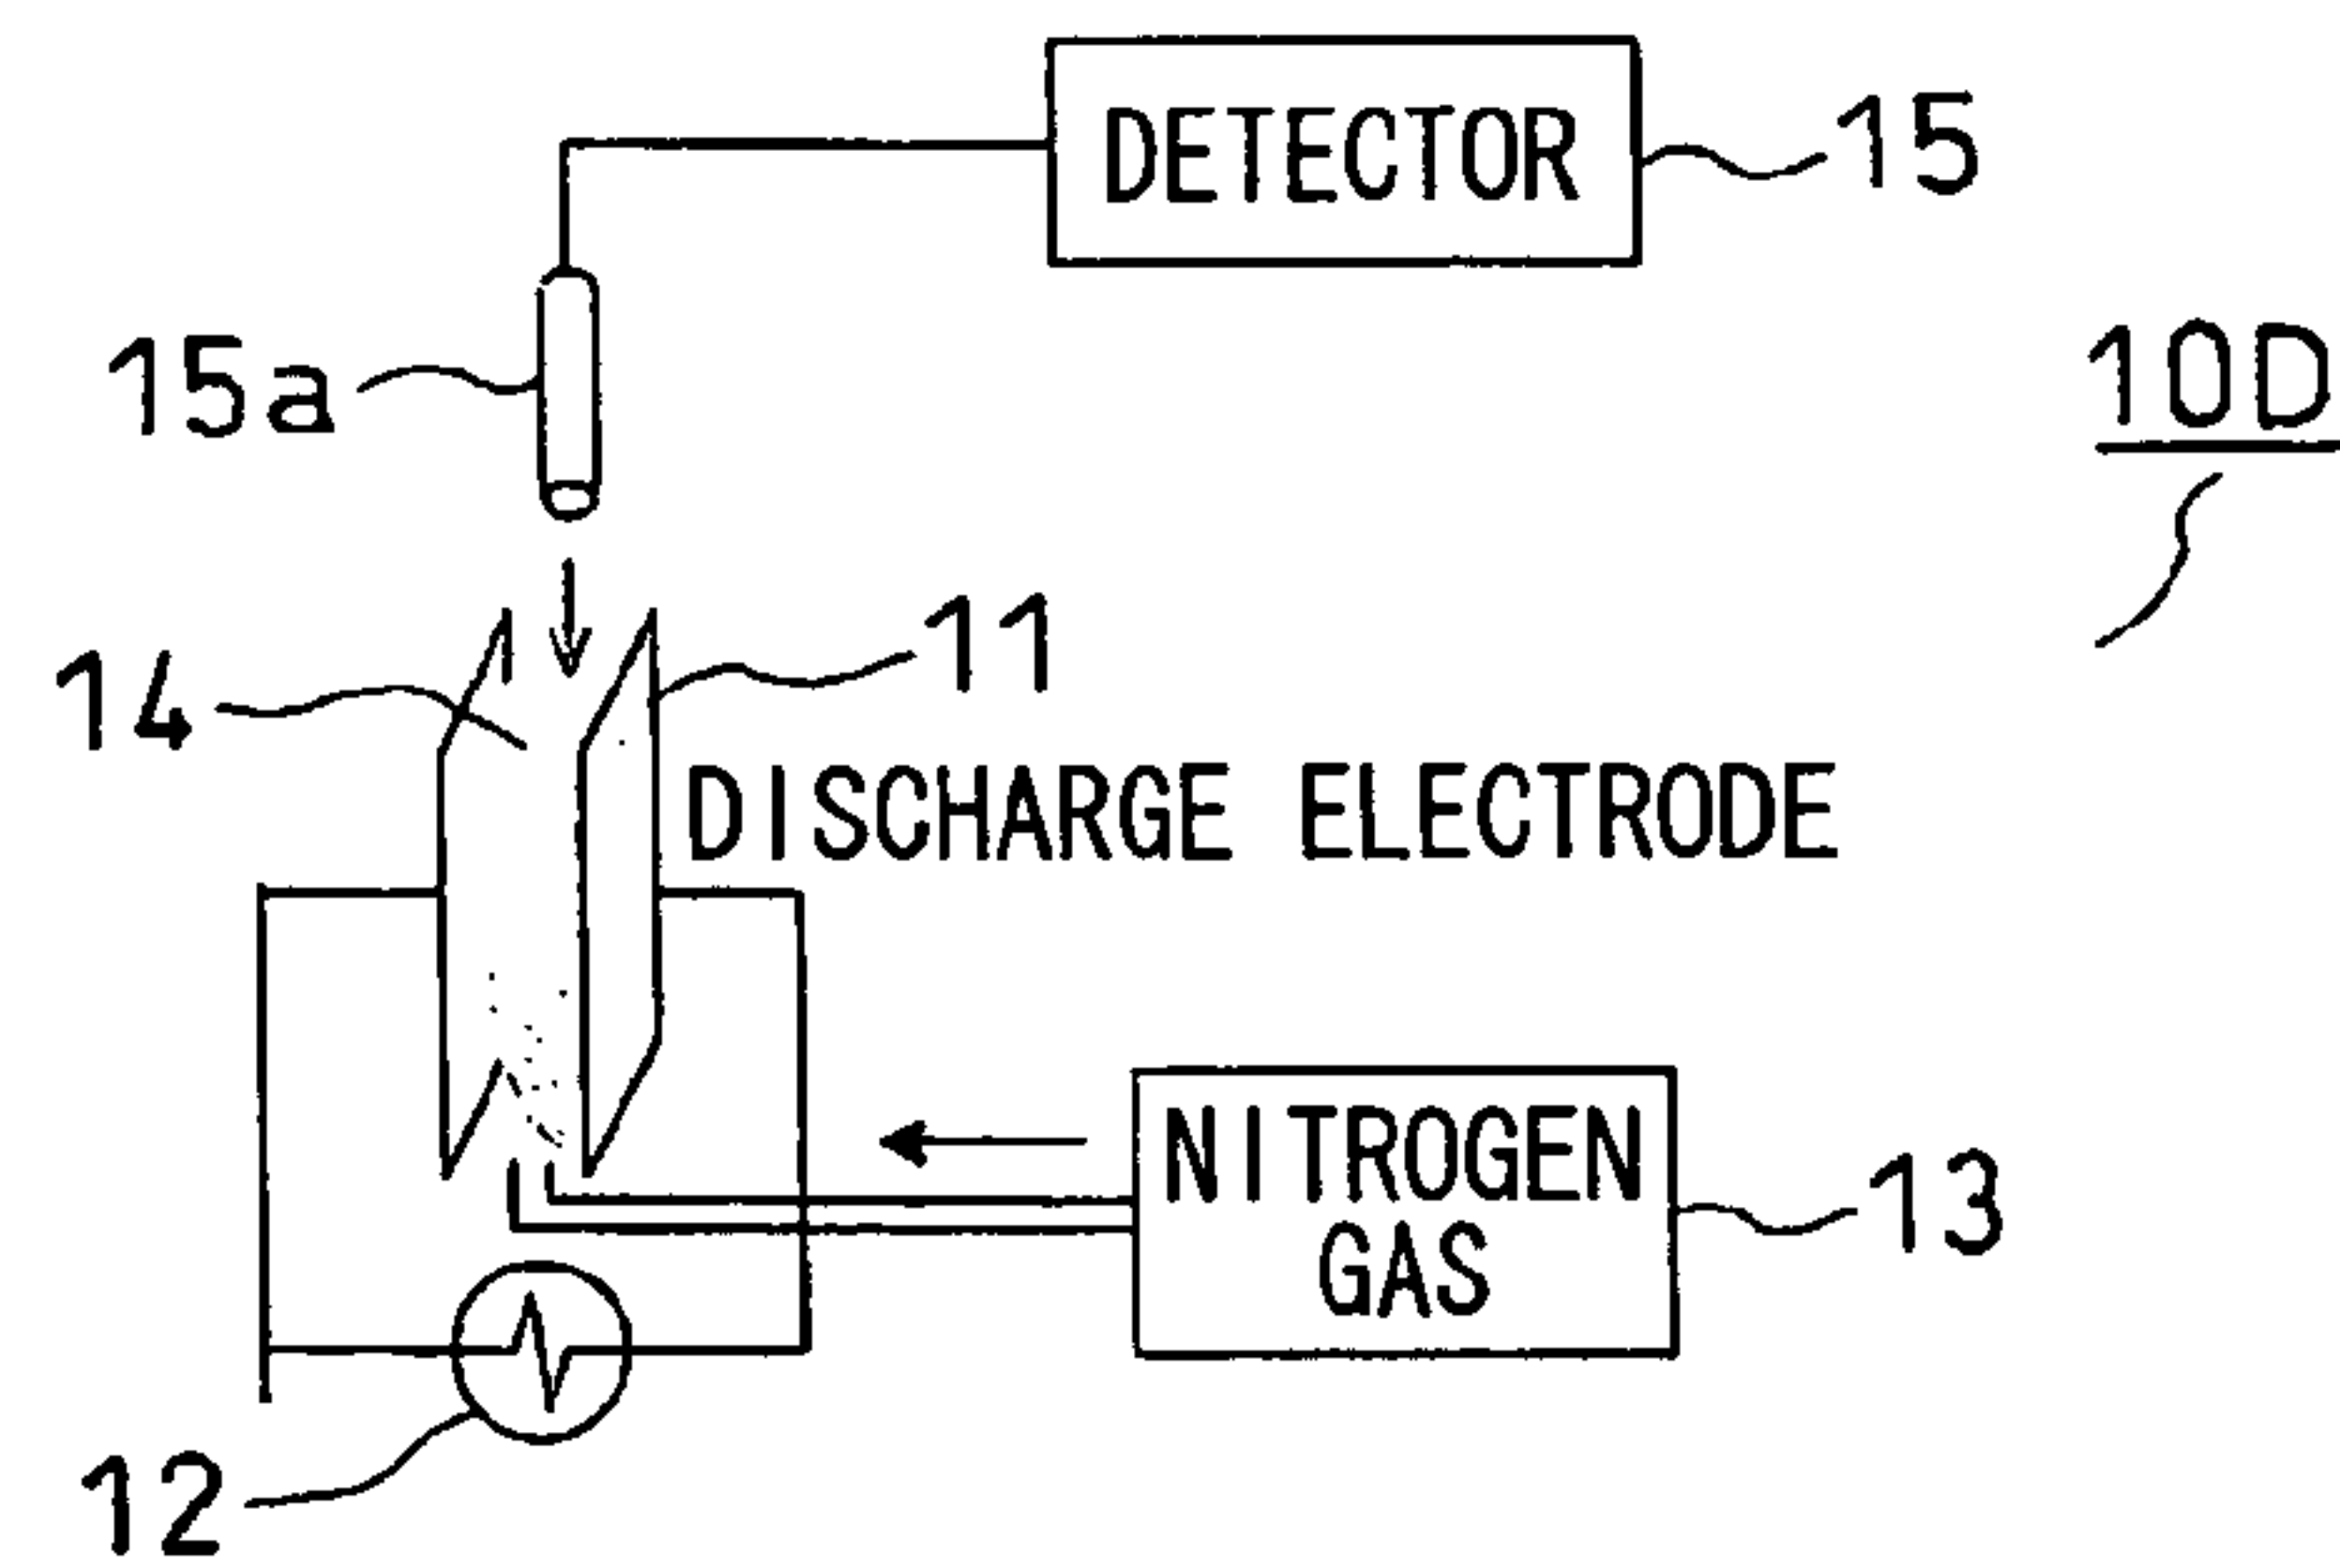 DETECTOR
15
15a
10D
11
14
DISCHARGE ELECTRODE
NITROGEN
GAS
13
12